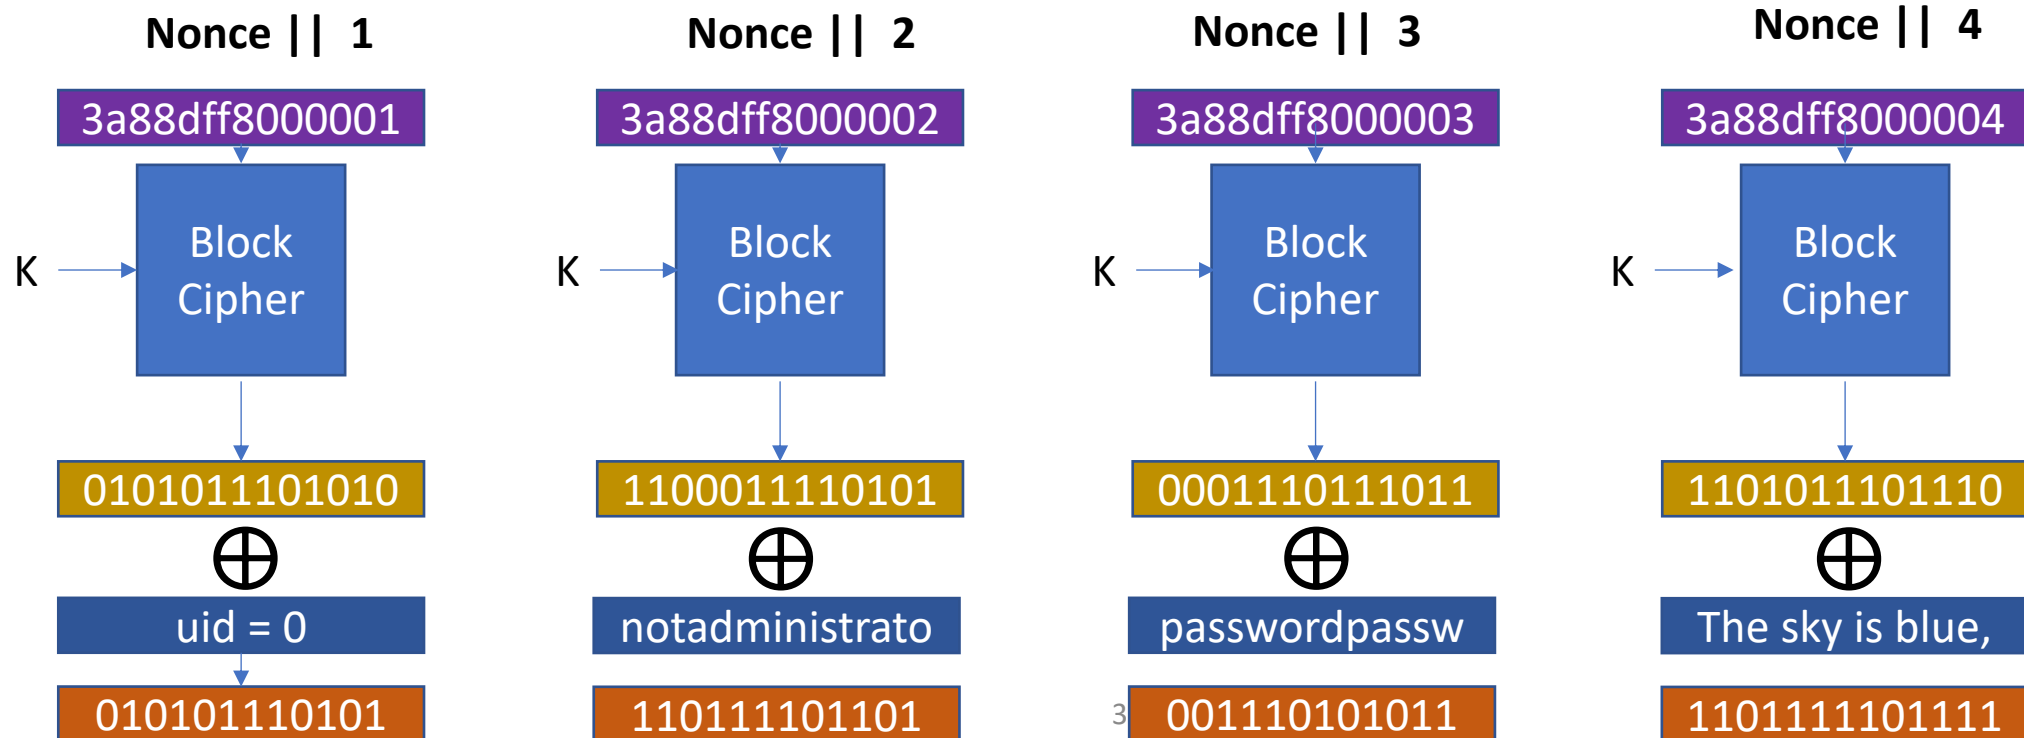 Nonce || 1
Nonce || 2
Nonce || 3
Nonce || 4
3a88dff8000001
3a88dff8000002
3a88dff8000003
3a88dff8000004
K
Block
Cipher
K
Block
Cipher
K
Block
Cipher
K
Block
Cipher
0101011101010
1100011110101
0001110111011
1101011101110
uid = 0
notadministrato
passwordpassw
The sky is blue,
010101110101
110111101101
3
001110101011
1101111101111